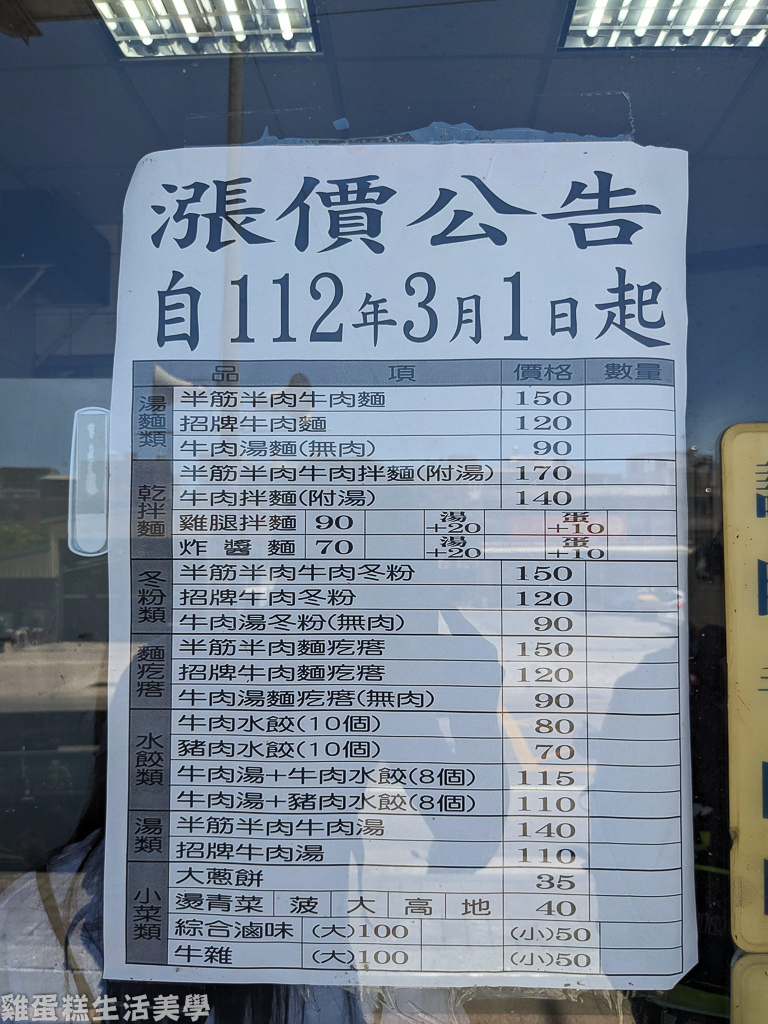 漲價公告
自112年3月1日起
品項 價格 數量
湯麵類
半筋半肉牛肉麵 150
招牌牛肉麵 120
牛肉湯麵(無肉) 90
乾拌麵
半筋半肉牛肉拌麵(附湯) 170
牛肉拌麵(附湯) 140
雞腿拌麵 90 湯+20 蛋+10
炸醬麵 70 湯+20 蛋+10
冬粉類
半筋半肉牛肉冬粉 150
招牌牛肉冬粉 120
牛肉湯冬粉(無肉) 90
麵疙瘩
半筋半肉麵疙瘩 150
招牌牛肉麵疙瘩 120
牛肉湯麵疙瘩(無肉) 90
水餃類
牛肉水餃(10個) 80
豬肉水餃(10個) 70
牛肉湯+牛肉水餃(8個) 115
牛肉湯+豬肉水餃(8個) 110
湯類
半筋半肉牛肉湯 140
招牌牛肉湯 110
小菜類
大蔥餅 35
燙青菜 菠 大 高 地 40
綜合滷味 (大)100 (小)50
牛雜 (大)100 (小)50
雞蛋糕生活美學